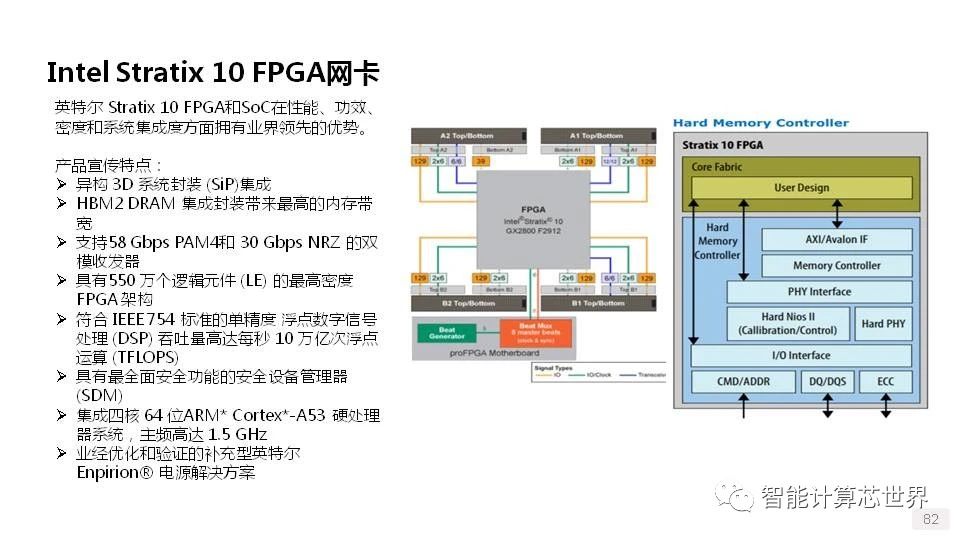 Intel Stratix 10 FPGA网卡
英特尔 Stratix 10 FPGA和SoC在性能、功效、
密度和系统集成度方面拥有业界领先的优势。
产品宣传特点：
➢ 异构 3D 系统封装 (SiP)集成
➢ HBM2 DRAM 集成封装带来最高的内存带
宽
➢ 支持58 Gbps PAM4和 30 Gbps NRZ 的双
模收发器
➢ 具有550 万个逻辑元件 (LE) 的最高密度
FPGA 架构
➢ 符合 IEEE754 标准的单精度 浮点数字信号
处理 (DSP) 吞吐量高达每秒 10 万亿次浮点
运算 (TFLOPS)
➢ 具有最全面安全功能的安全设备管理器
(SDM)
➢ 集成四核 64 位ARM* Cortex*-A53 硬处理
器系统，主频高达 1.5 GHz
➢ 业经优化和验证的补充型英特尔
Enpirion® 电源解决方案
A2 Top/Bottom
A1 Top/Bottom
Top A2
Bottom A2
Bottom A1
Top A1
129 2x6 6/6 39
2x6 129 12/12 2x6 129
FPGA
Intel® Stratix® 10
GX2800 F2912
129 2x6 129 2x6
129 2x6 6/6 2x6 129
Top B2
Bottom B2
Bottom B1
Top B1
B2 Top/Bottom
B1 Top/Bottom
Beat
Generator
Beat Mux
8 master beats
(clock & sync)
proFPGA Motherboard
Signal Types
IO
IO/Clock
Transceiv
Hard Memory Controller
Stratix 10 FPGA
Core Fabric
User Design
Hard
Memory
Controller
AXI/Avalon IF
Memory Controller
PHY Interface
Hard Nios II
(Callibration/Control)
Hard PHY
I/O Interface
CMD/ADDR
DQ/DQS
ECC
智能计算芯世界
82